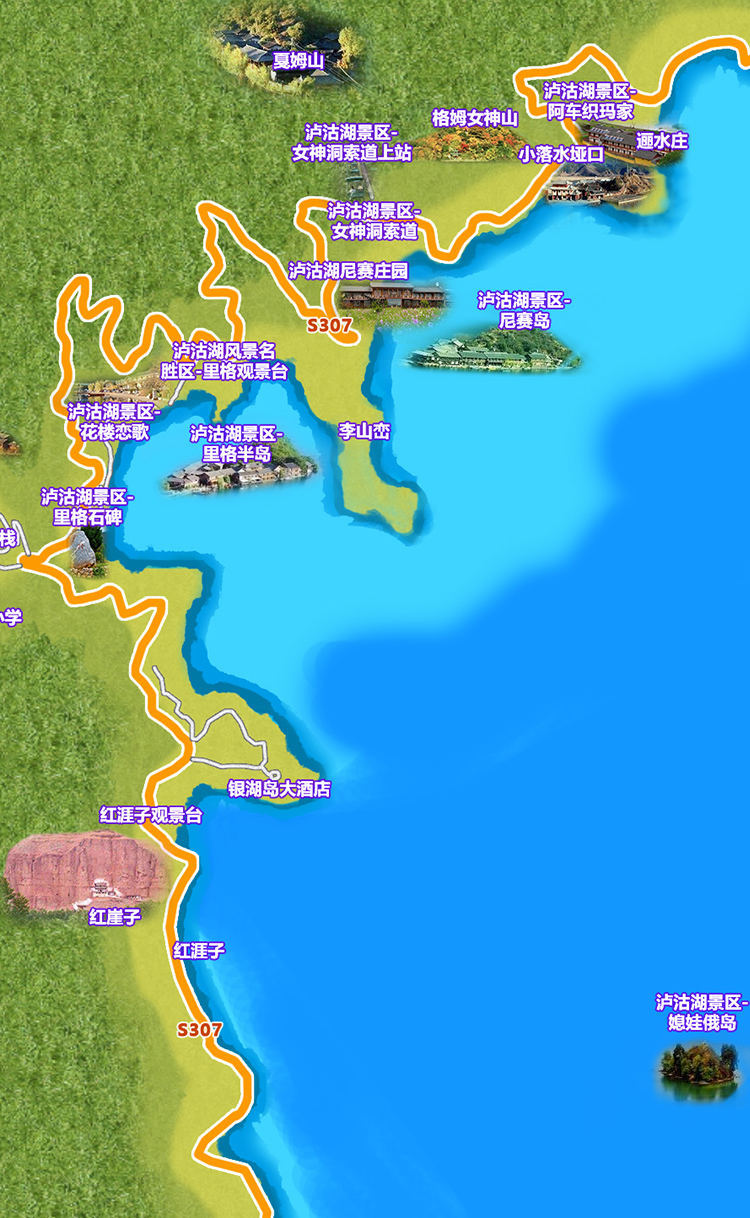 戛姆山
泸沽湖景区-
阿车织玛家
格姆女神山
泸沽湖景区-
女神洞索道上站
逦水庄
小落水垭口
泸沽湖景区-
女神洞索道
泸沽湖尼赛庄园
泸沽湖景区-
尼赛岛
S307
泸沽湖风景名
胜区-里格观景台
泸沽湖景区-
花楼恋歌
李山峦
泸沽湖景区-
里格半岛
泸沽湖景区-
里格石碑
栈
小学
银湖岛大酒店
红涯子观景台
红崖子
红涯子
泸沽湖景区-
媳娃俄岛
S307